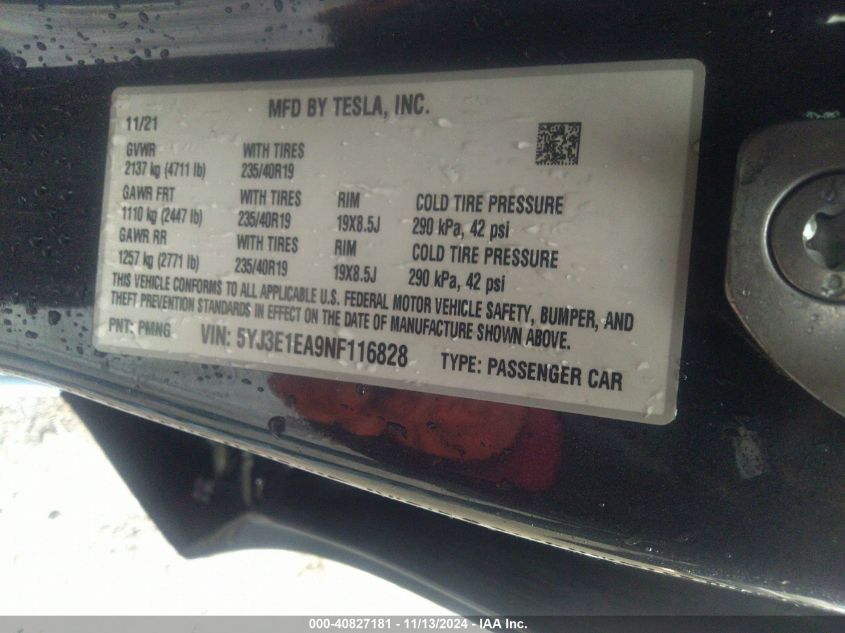 MFD BY TESLA, INC.
11/21
GVWR WITH TIRES
2137 kg (4711 lb) 235/40R19
GAWR FRT WITH TIRES RIM COLD TIRE PRESSURE
1110 kg (2447 lb) 235/40R19 19X8.5J 290 kPa, 42 psi
GAWR RR WITH TIRES RIM COLD TIRE PRESSURE
1257 kg (2771 lb) 235/40R19 19X8.5J 290 kPa, 42 psi
THIS VEHICLE CONFORMS TO ALL APPLICABLE U.S. FEDERAL MOTOR VEHICLE SAFETY, BUMPER, AND
THEFT PREVENTION STANDARDS IN EFFECT ON THE DATE OF MANUFACTURE SHOWN ABOVE.
PNT: PMNG VIN: 5YJ3E1EA9NF116828 TYPE: PASSENGER CAR
000-40827181 - 11/13/2024 - IAA Inc.